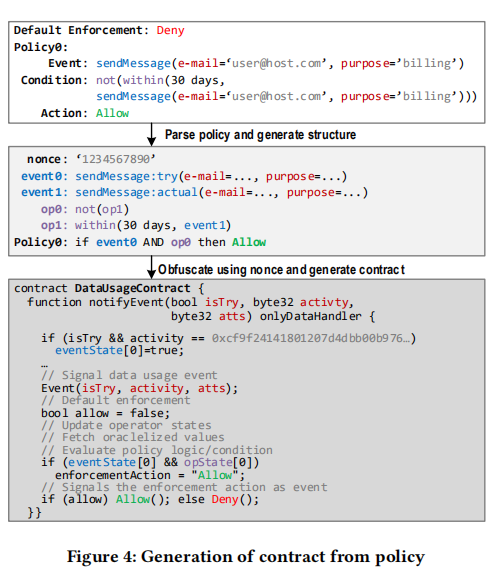 Default Enforcement: Deny
Policy0:
Event: sendMessage(e-mail=‘user@host.com’, purpose=’billing’)
Condition: not(within(30 days,
sendMessage(e-mail=‘user@host.com’, purpose=’billing’)))
Action: Allow
Parse policy and generate structure
nonce: ‘1234567890’
event0: sendMessage:try(e-mail=..., purpose=...)
event1: sendMessage:actual(e-mail=..., purpose=...)
op0: not(op1)
op1: within(30 days, event1)
Policy0: if event0 AND op0 then Allow
Obfuscate using nonce and generate contract
contract DataUsageContract {
function notifyEvent(bool isTry, byte32 activty,
byte32 atts) onlyDataHandler {
if (isTry && activity == 0xcf9f24141801207d4dbb00b976…)
eventState[0]=true;
…
// Signal data usage event
Event(isTry, activity, atts);
// Default enforcement
bool allow = false;
// Update operator states
// Fetch oraclelized values
// Evaluate policy logic/condition
if (eventState[0] && opState[0])
enforcementAction = "Allow";
// Signals the enforcement action as event
if (allow) Allow(); else Deny();
}}
Figure 4: Generation of contract from policy